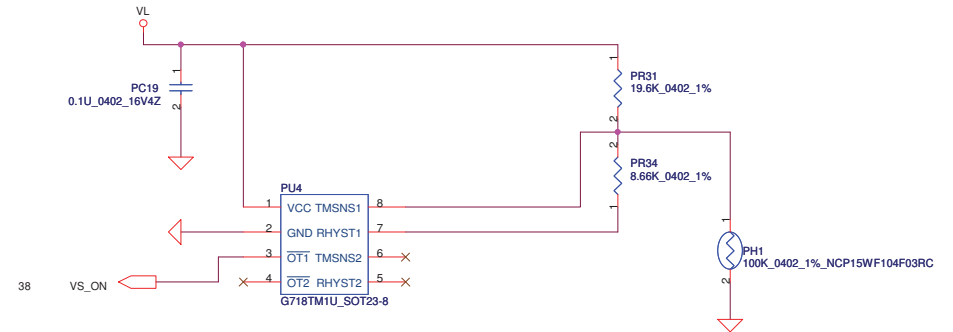 VL
1
PC19
0.1U_0402_16V4Z
2
1
PR31
19.6K_0402_1%
2
2
PR34
8.66K_0402_1%
1
PU4
1 VCC TMSNS1 8
2 GND RHYST1 7
3 OT1 TMSNS2 6
4 OT2 RHYST2 5
G718TM1U_SOT23-8
38 VS_ON
1
PH1
100K_0402_1%_NCP15WF104F03RC
2